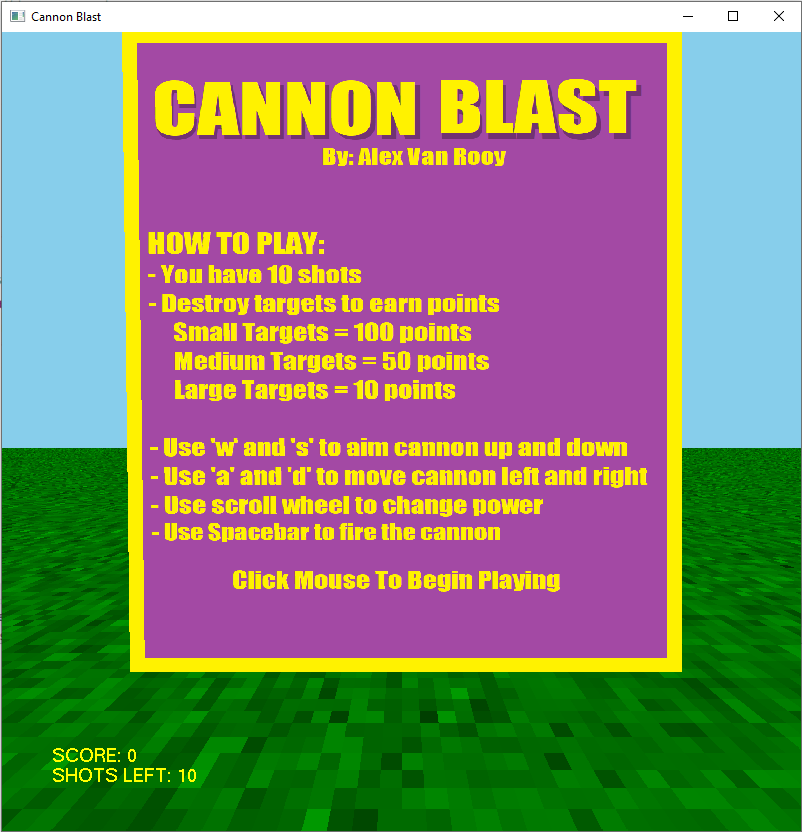 Cannon Blast
CANNON BLAST
By: Alex Van Rooy
HOW TO PLAY:
- You have 10 shots
- Destroy targets to earn points
Small Targets = 100 points
Medium Targets = 50 points
Large Targets = 10 points
- Use 'w' and 's' to aim cannon up and down
- Use 'a' and 'd' to move cannon left and right
- Use scroll wheel to change power
- Use Spacebar to fire the cannon
Click Mouse To Begin Playing
SCORE: 0
SHOTS LEFT: 10